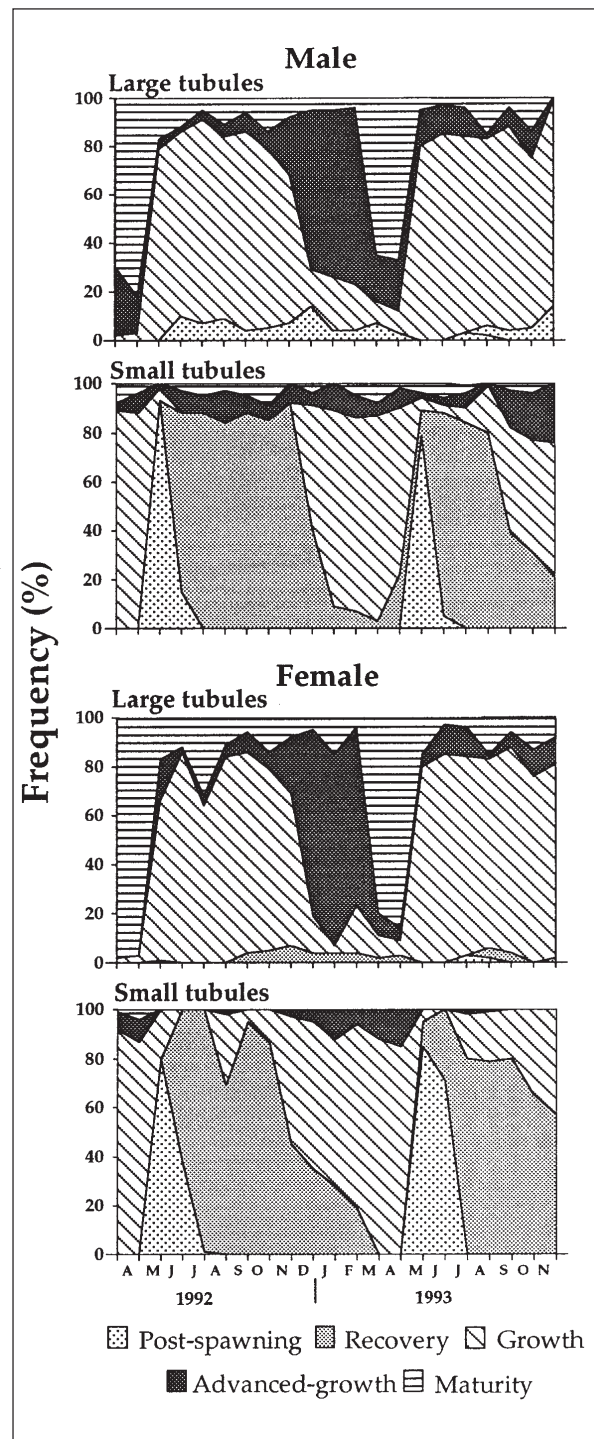 Male
Large tubules
100
80
60
40
20
0
Small tubules
100
80
60
40
20
0
Frequency (%)
Female
Large tubules
100
80
60
40
20
0
Small tubules
100
80
60
40
20
0
A M J J A S O N D J F M A M J J A S O N
1992 1993
Post-spawning Recovery Growth
Advanced-growth Maturity